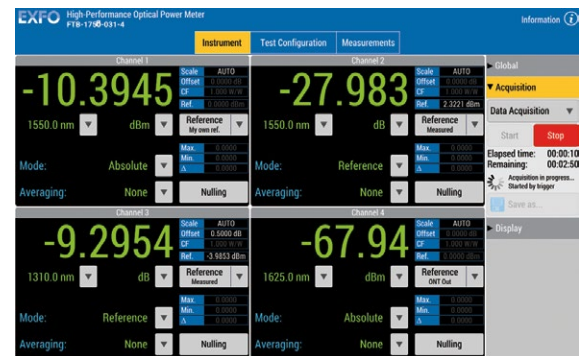 EXFO High-Performance Optical Power Meter
Information
Instrument Test Configuration Measurements
Channel 1
-10.3945
Scale AUTO
Offset 0.0000 dB
CF 1.000 W/W
Ref. 0.0000 dBm
1550.0 nm dBm Reference
My own ref.
Max. 0.0000
Min. 0.0000
Δ 0.0000
Mode: Absolute
Averaging: None Nulling
Channel 2
-27.983
Scale AUTO
Offset 0.0000 dB
CF 1.000 W/W
Ref. 2.3221 dBm
1550.0 nm dB Reference
Measured
Max. 0.0000
Min. 0.0000
Δ 0.0000
Mode: Reference
Averaging: None Nulling
Channel 3
-9.2954
Scale AUTO
Offset 0.5000 dB
CF 1.000 W/W
Ref. -3.9853 dBm
1310.0 nm dB Reference
Measured
Max. 0.0000
Min. 0.0000
Δ 0.0000
Mode: Reference
Averaging: None Nulling
Channel 4
-67.94
Scale AUTO
Offset 0.0000 dB
CF 1.000 W/W
Ref. 0.0000 dBm
1625.0 nm dBm Reference
ONT Out
Max. 0.0000
Min. 0.0000
Δ 0.0000
Mode: Absolute
Averaging: None Nulling
Global
Acquisition
Data Acquisition
Start Stop
Elapsed time: 00:00:10
Remaining: 00:02:50
Acquisition in progress...
Started by trigger
Save as...
Display